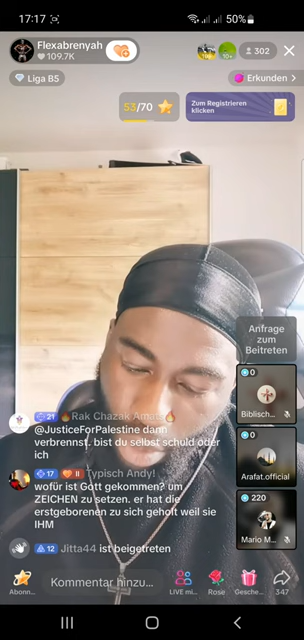 17:17
50%
Flexabrenyah
109.7K
10+
302
Liga B5
Erkunden
53/70
Zum Registrieren
klicken
Anfrage
zum
Beitreten
0
Biblisch...
0
Arafat.official
220
Mario M...
21 Rak Chazak Amats
@JusticeForPalestine dann
verbrennst. bist du selbst schuld oder
ich
17 II Typisch Andy!
wofür ist Gott gekommen? um
ZEICHEN zu setzen. er hat die
erstgeborenen zu sich geholt weil sie
IHM
12 Jitta44 ist beigetreten
Kommentar hinzu...
Abonn...
LIVE mi...
Rose
Gesche...
347